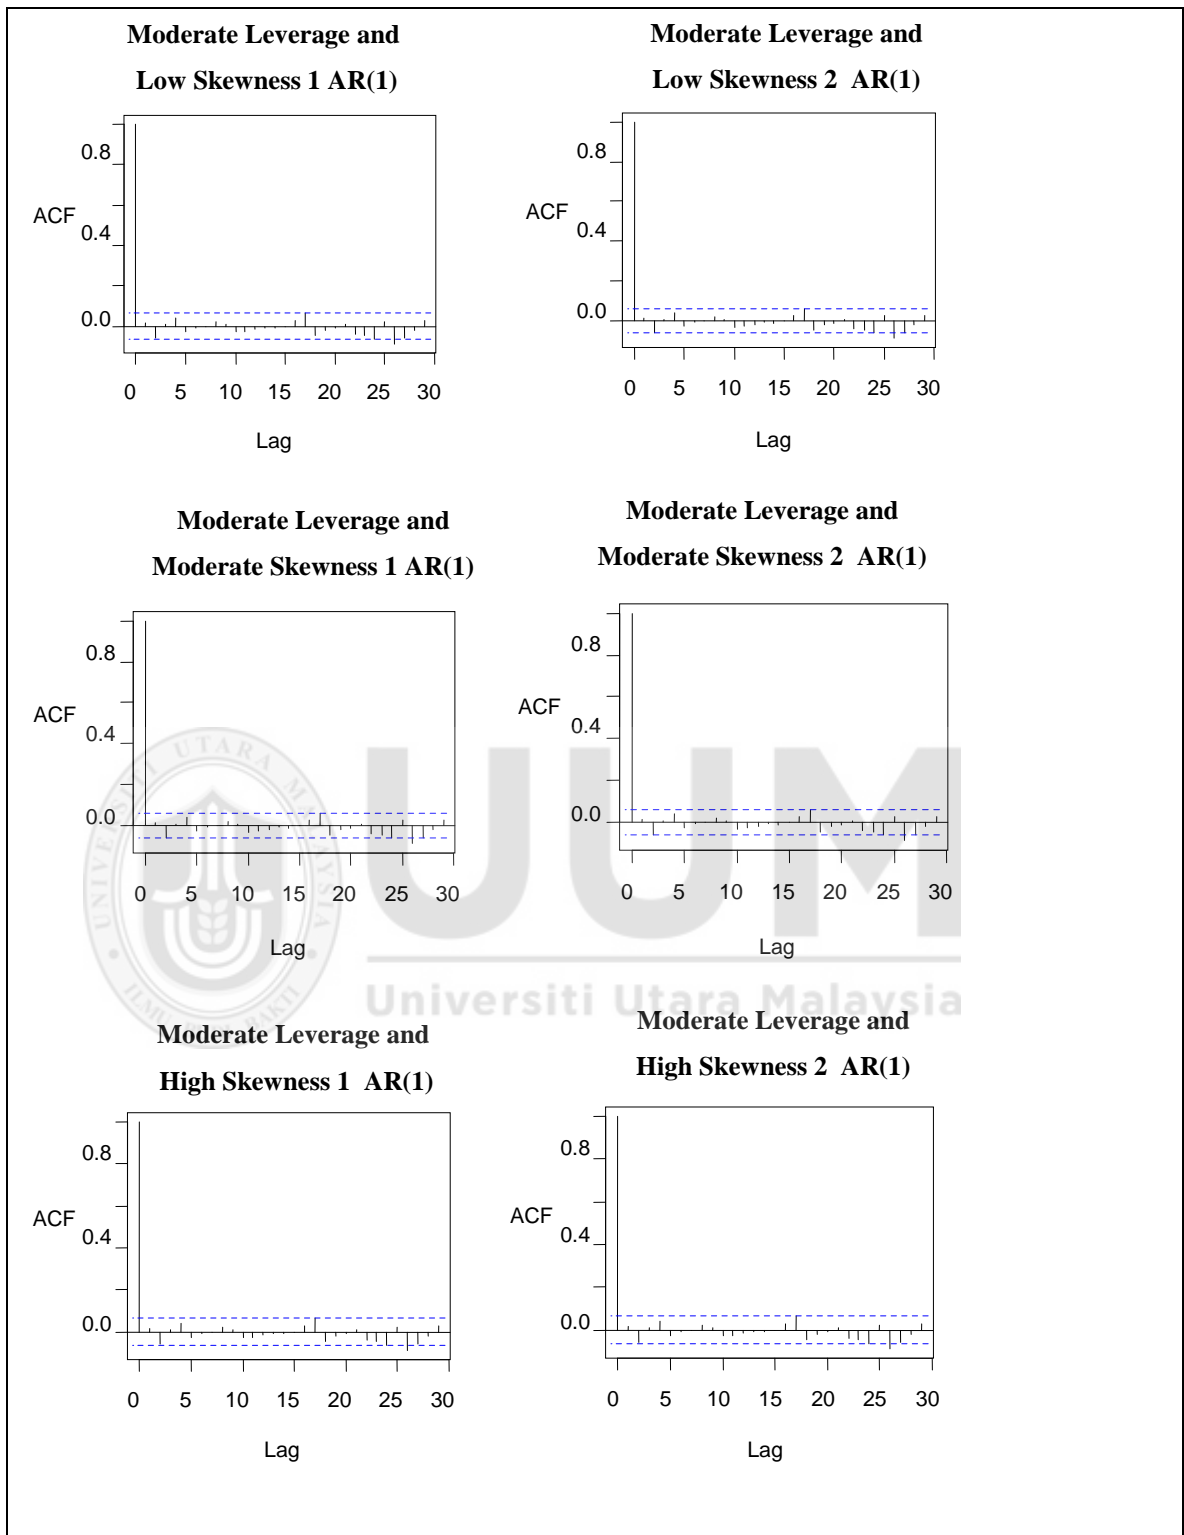 Moderate Leverage and
Low Skewness 1 AR(1)
0.8
ACF
0.4
0.0
0 5 10 15 20 25 30
Lag
Moderate Leverage and
Low Skewness 2 AR(1)
0.8
ACF
0.4
0.0
0 5 10 15 20 25 30
Lag
Moderate Leverage and
Moderate Skewness 1 AR(1)
0.8
ACF
0.4
0.0
0 5 10 15 20 25 30
Lag
Moderate Leverage and
Moderate Skewness 2 AR(1)
0.8
ACF
0.4
0.0
0 5 10 15 20 25 30
Lag
UNIVERSITI UTARA MALAYSIA
UUM
Universiti Utara Malaysia
Moderate Leverage and
High Skewness 1 AR(1)
0.8
ACF
0.4
0.0
0 5 10 15 20 25 30
Lag
Moderate Leverage and
High Skewness 2 AR(1)
0.8
ACF
0.4
0.0
0 5 10 15 20 25 30
Lag